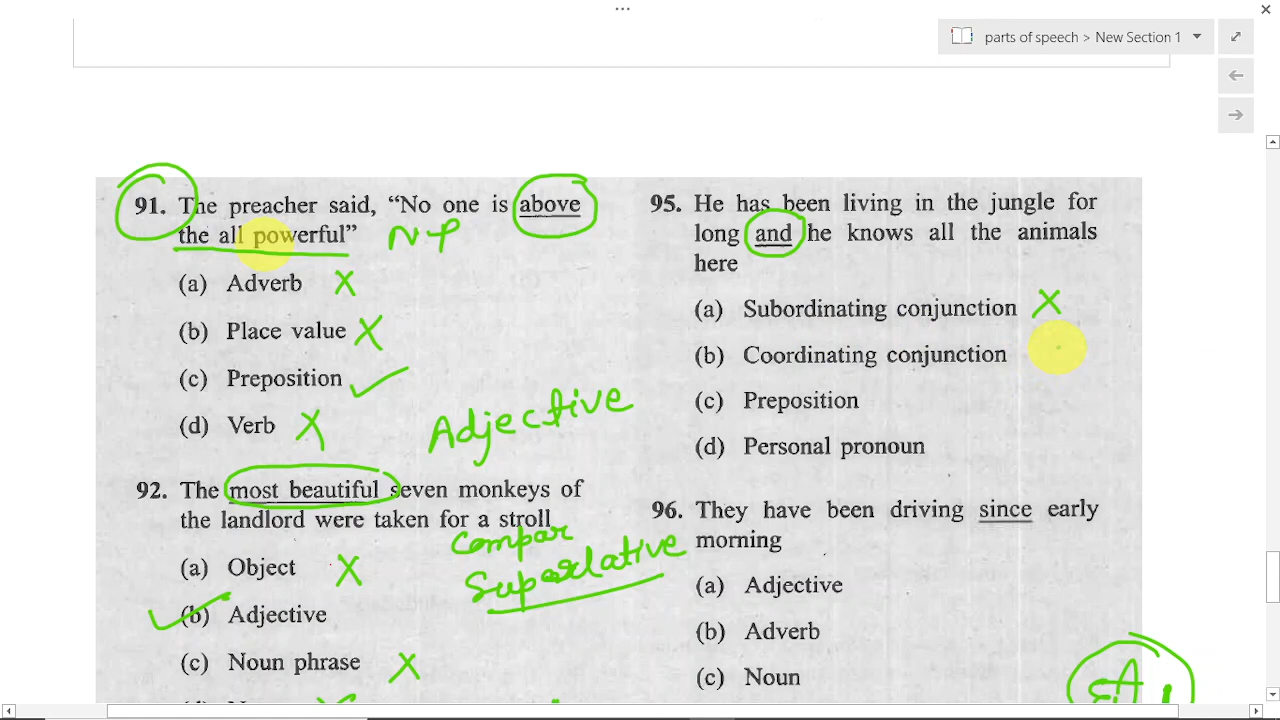 parts of speech > New Section 1
91. The preacher said, “No one is above
the all powerful” NP
(a) Adverb X
(b) Place value X
(c) Preposition
(d) Verb X
Adjective
92. The most beautiful seven monkeys of
the landlord were taken for a stroll
Compar
Superlative
(a) Object X
(b) Adjective
(c) Noun phrase X
95. He has been living in the jungle for
long and he knows all the animals
here
(a) Subordinating conjunction X
(b) Coordinating conjunction
(c) Preposition
(d) Personal pronoun
96. They have been driving since early
morning
(a) Adjective
(b) Adverb
(c) Noun